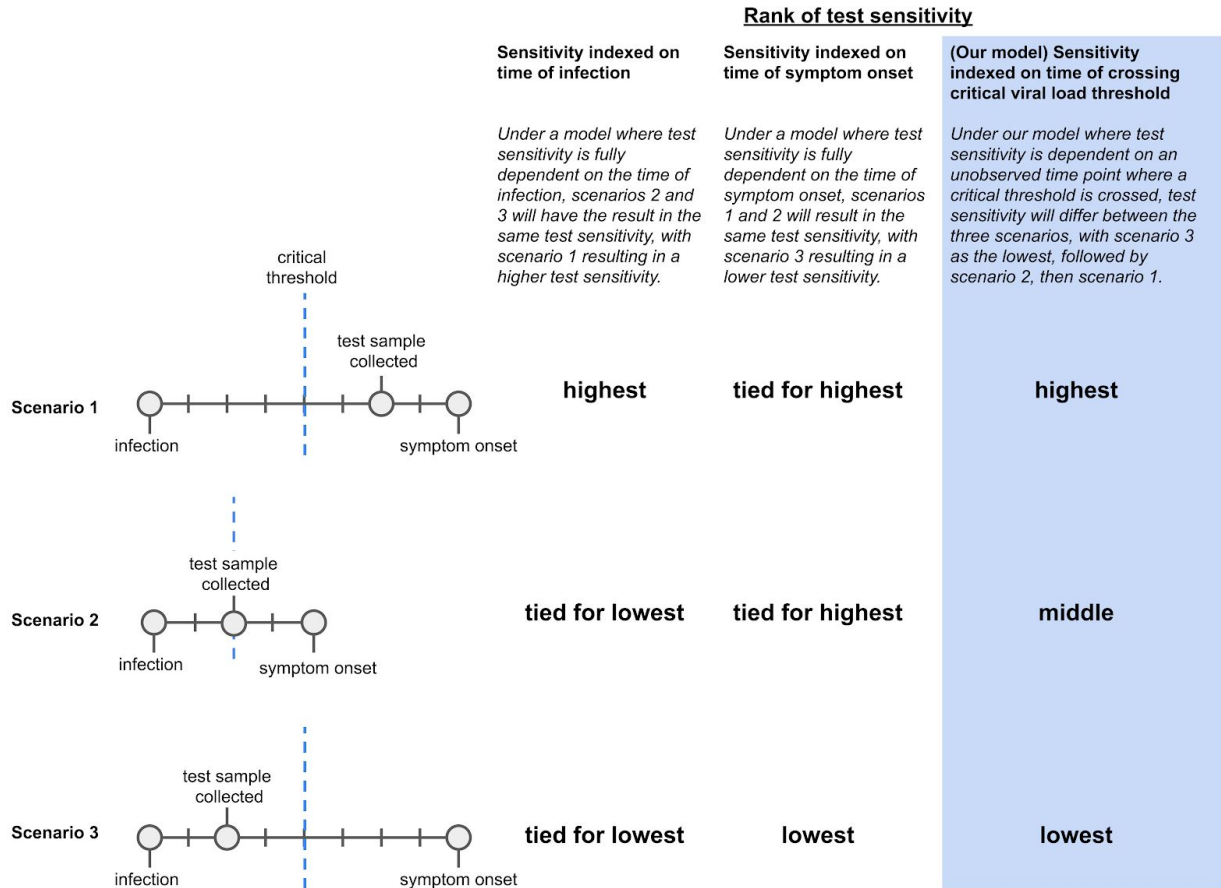 Rank of test sensitivity
Sensitivity indexed on
time of infection
Under a model where test
sensitivity is fully
dependent on the time of
infection, scenarios 2 and
3 will have the result in the
same test sensitivity, with
scenario 1 resulting in a
higher test sensitivity.
Sensitivity indexed on
time of symptom onset
Under a model where test
sensitivity is fully
dependent on the time of
symptom onset, scenarios
1 and 2 will result in the
same test sensitivity, with
scenario 3 resulting in a
lower test sensitivity.
(Our model) Sensitivity
indexed on time of crossing
critical viral load threshold
Under our model where test
sensitivity is dependent on an
unobserved time point where a
critical threshold is crossed, test
sensitivity will differ between the
three scenarios, with scenario 3
as the lowest, followed by
scenario 2, then scenario 1.
critical
threshold
test sample
collected
Scenario 1
infection
symptom onset
highest
tied for highest
highest
test sample
collected
Scenario 2
infection
symptom onset
tied for lowest
tied for highest
middle
test sample
collected
Scenario 3
infection
symptom onset
tied for lowest
lowest
lowest